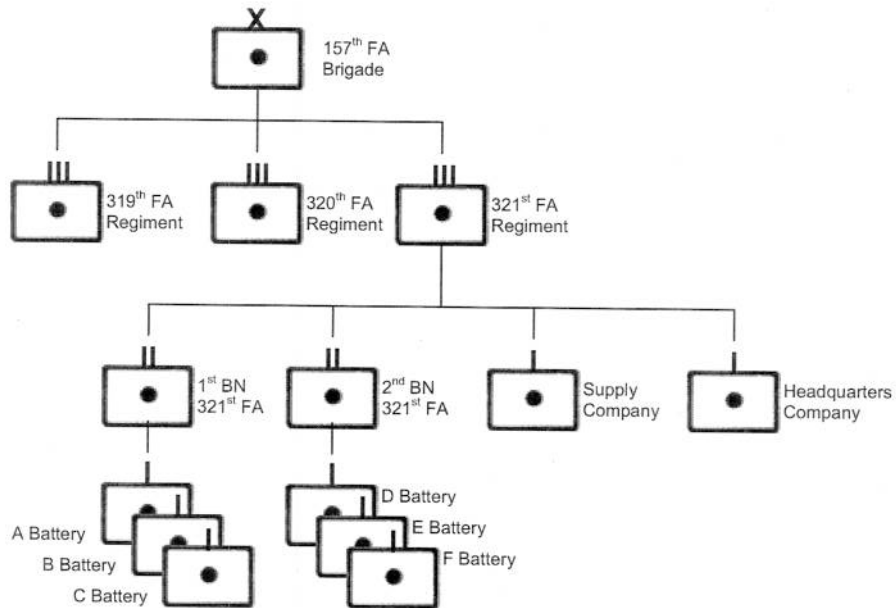 157th FA
Brigade
319th FA
Regiment
320th FA
Regiment
321st FA
Regiment
1st BN
321st FA
2nd BN
321st FA
Supply
Company
Headquarters
Company
A Battery
B Battery
C Battery
D Battery
E Battery
F Battery